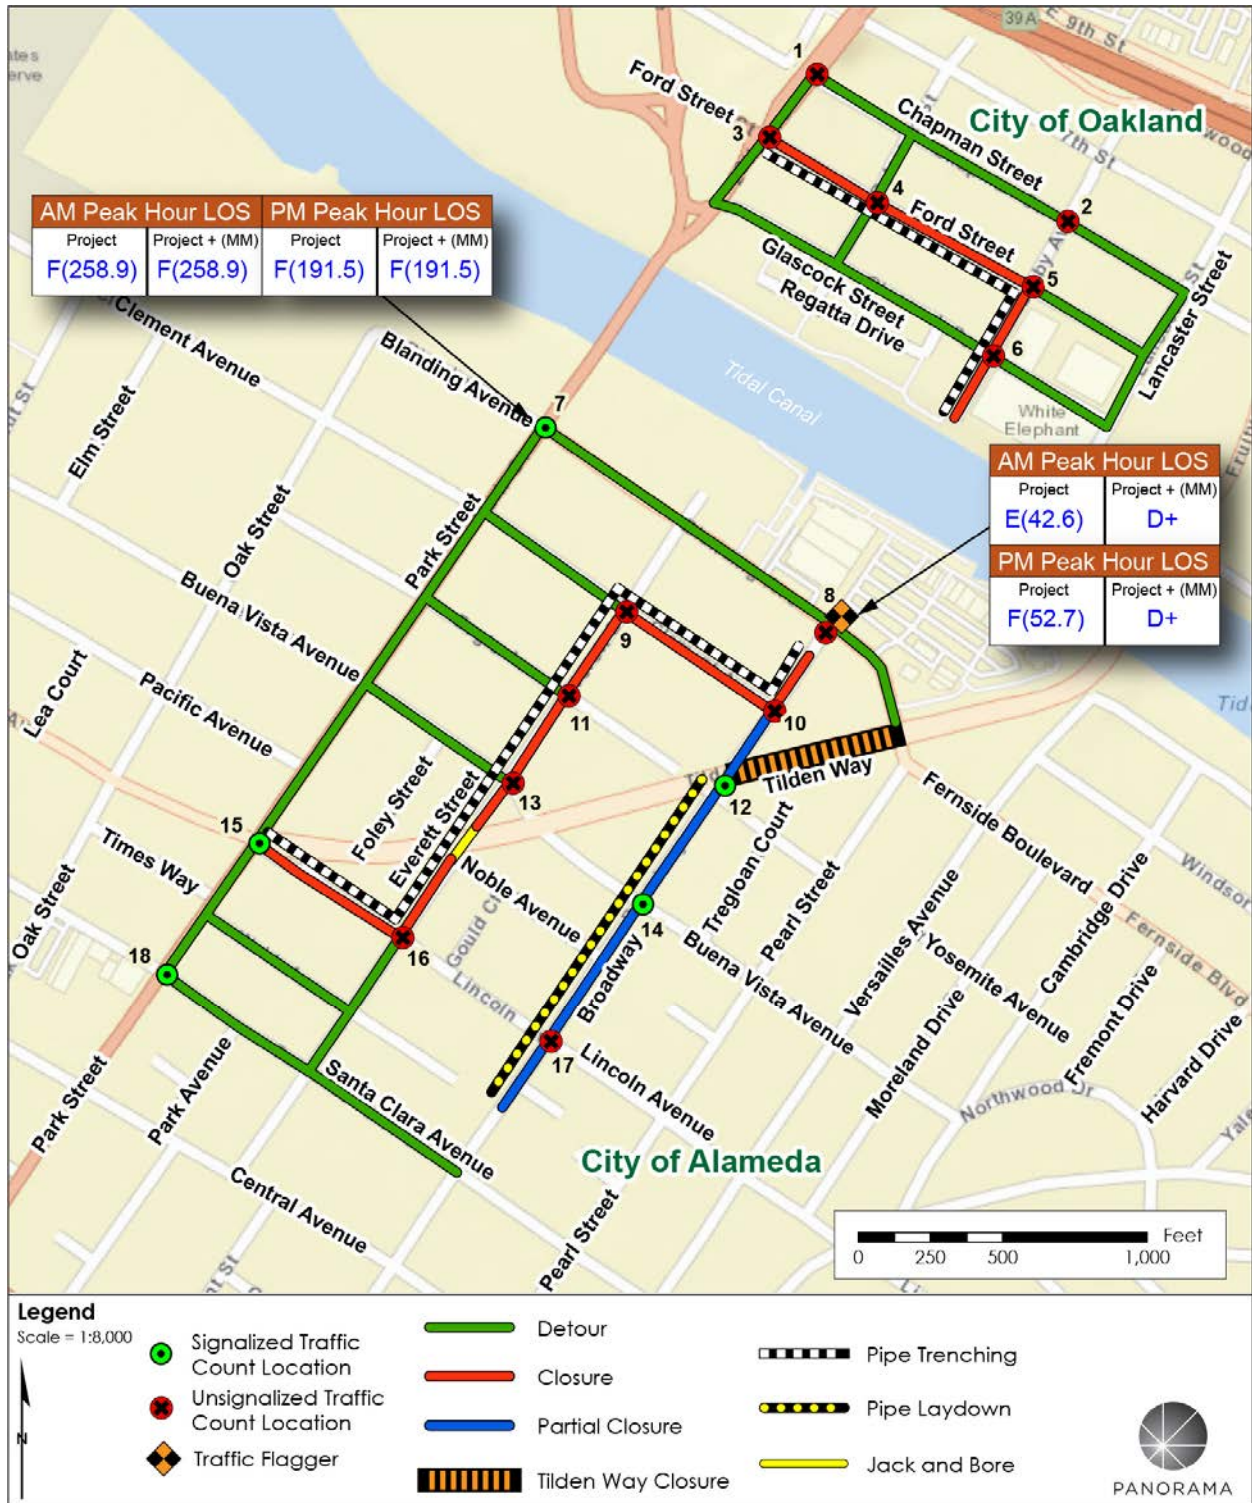 39 A
E 9th St
1
Ford Street
Chapman Street
City of Oakland
7th St
3
4
Ford Street
2
AM Peak Hour LOS
PM Peak Hour LOS
Project
Project + (MM)
Project
Project + (MM)
F(258.9)
F(258.9)
F(191.5)
F(191.5)
5
Glascock Street
Regatta Drive
6
Lancaster Street
Clement Avenue
Blanding Avenue
Tidal Canal
White
Elephant
7
Elm Street
AM Peak Hour LOS
Project
Project + (MM)
E(42.6)
D+
PM Peak Hour LOS
Project
Project + (MM)
F(52.7)
D+
Oak Street
Park Street
8
Buena Vista Avenue
9
Lea Court
Pacific Avenue
11
10
Tilden Way
12
13
Foley Street
Everett Street
15
Times Way
Noble Avenue
Tregloan Court
Pearl Street
Fernside Boulevard
Windsor
Oak Street
Gould Ct
14
Versailles Avenue
Cambridge Drive
Fernside Blvd
18
16
Lincoln
Broadway
Buena Vista Avenue
Yosemite Avenue
Moreland Drive
Fremont Drive
Harvard Drive
17
Lincoln Avenue
Northwood Dr
Park Street
Park Avenue
Santa Clara Avenue
City of Alameda
Central Avenue
Pearl Street
Feet
0
250
500
1,000
Legend
Scale = 1:8,000
N
Signalized Traffic
Count Location
Unsignalized Traffic
Count Location
Traffic Flagger
Detour
Closure
Partial Closure
Tilden Way Closure
Pipe Trenching
Pipe Laydown
Jack and Bore
PANORAMA